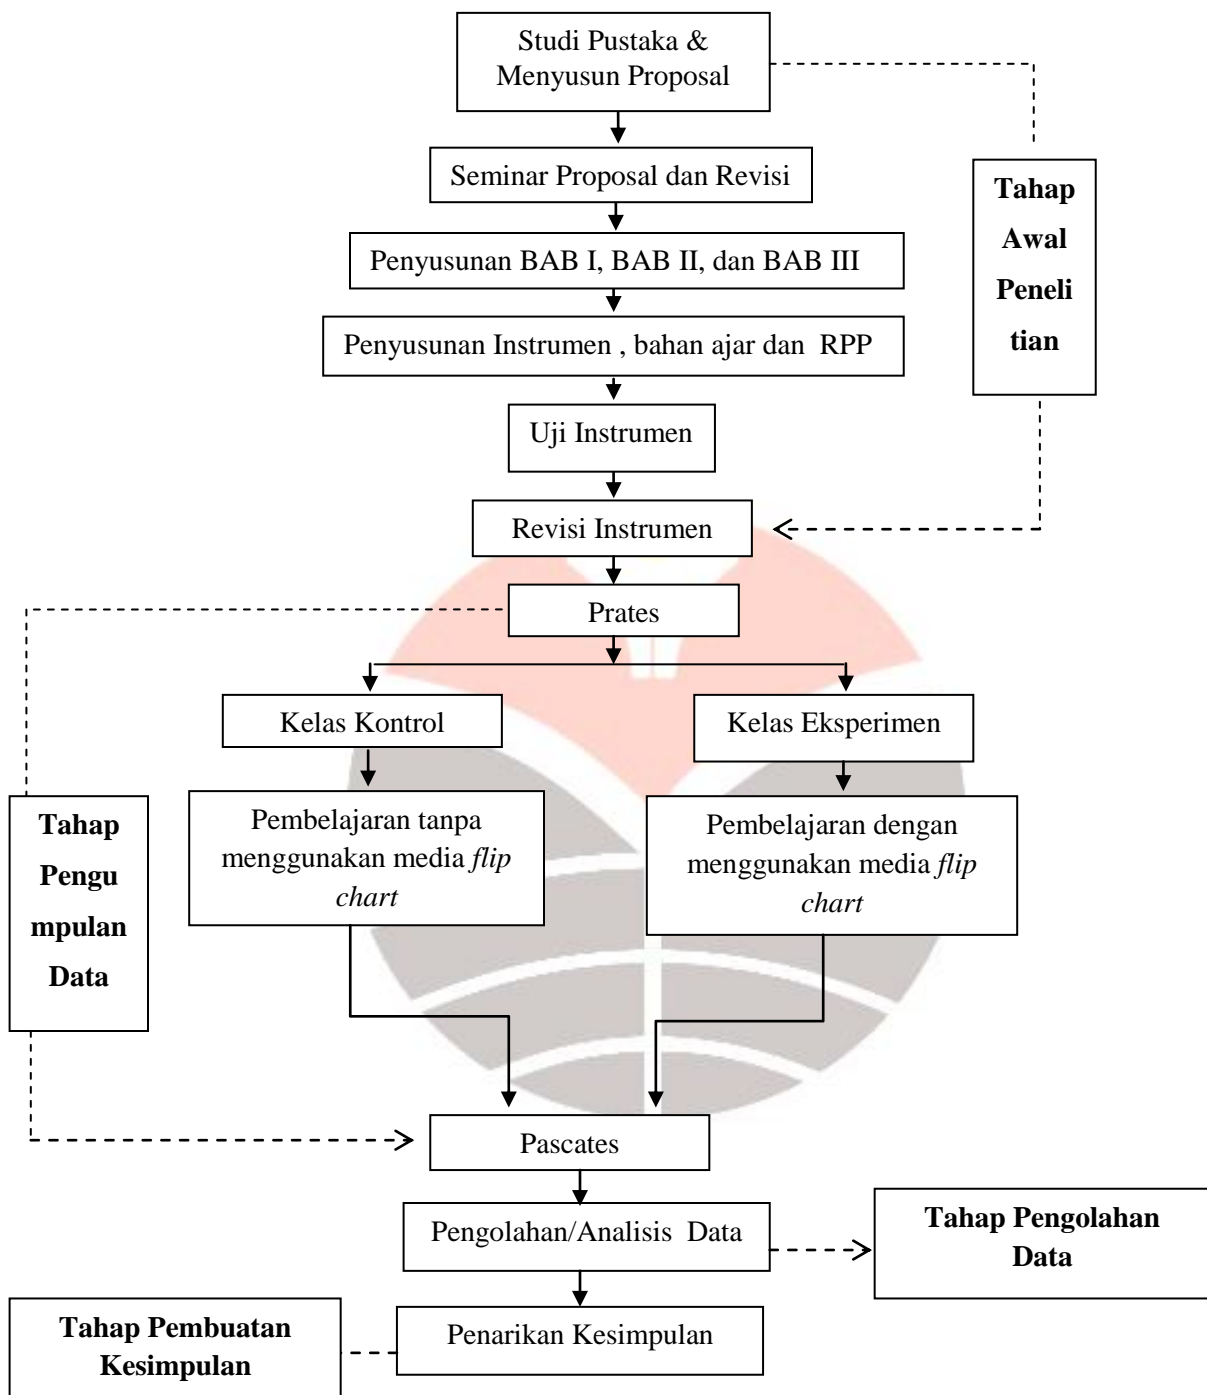 Studi Pustaka &
Menyusun Proposal
Seminar Proposal dan Revisi
Penyusunan BAB I, BAB II, dan BAB III
Penyusunan Instrumen , bahan ajar dan RPP
Uji Instrumen
Revisi Instrumen
Tahap
Awal
Peneli
tian
Prates
Kelas Kontrol
Kelas Eksperimen
Pembelajaran tanpa
menggunakan media flip
chart
Pembelajaran dengan
menggunakan media flip
chart
Tahap
Pengu
mpulan
Data
Pascates
Pengolahan/Analisis Data
Tahap Pengolahan
Data
Penarikan Kesimpulan
Tahap Pembuatan
Kesimpulan